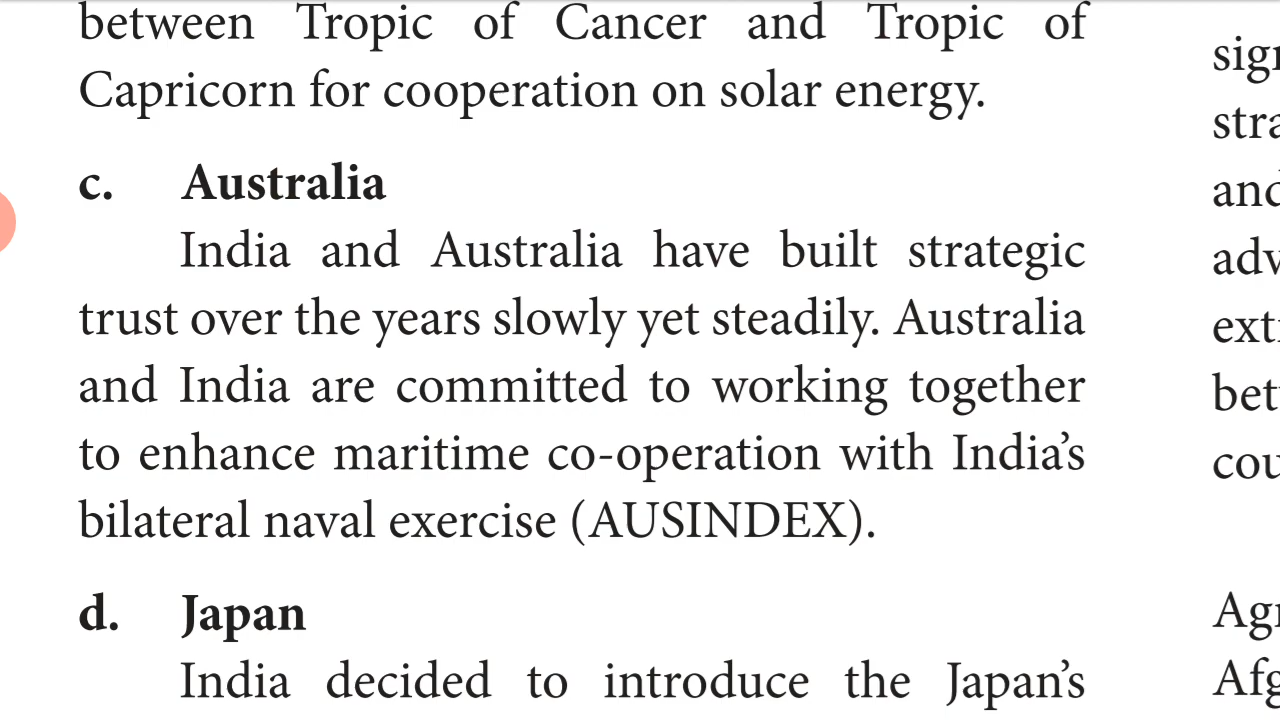 between Tropic of Cancer and Tropic of
Capricorn for cooperation on solar energy.
c. Australia
India and Australia have built strategic
trust over the years slowly yet steadily. Australia
and India are committed to working together
to enhance maritime co-operation with India’s
bilateral naval exercise (AUSINDEX).
d. Japan
India decided to introduce the Japan’s